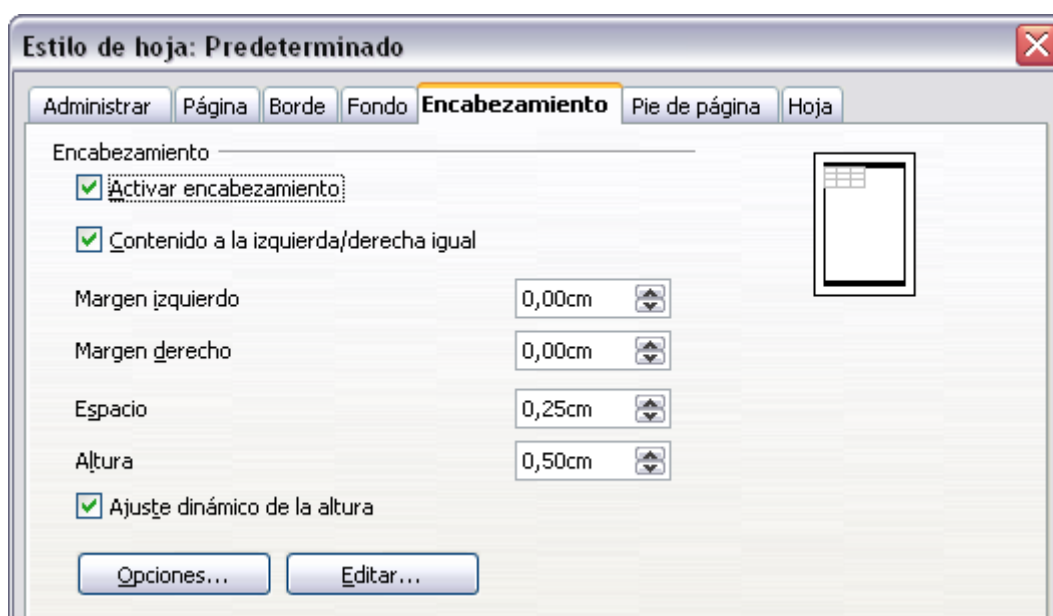 Estilo de hoja: Predeterminado
Administrar Página Borde Fondo Encabezamiento Pie de página Hoja
Encabezamiento
Activar encabezamiento
Contenido a la izquierda/derecha igual
Margen izquierdo 0,00cm
Margen derecho 0,00cm
Espacio 0,25cm
Altura 0,50cm
Ajuste dinámico de la altura
Opciones... Editar...